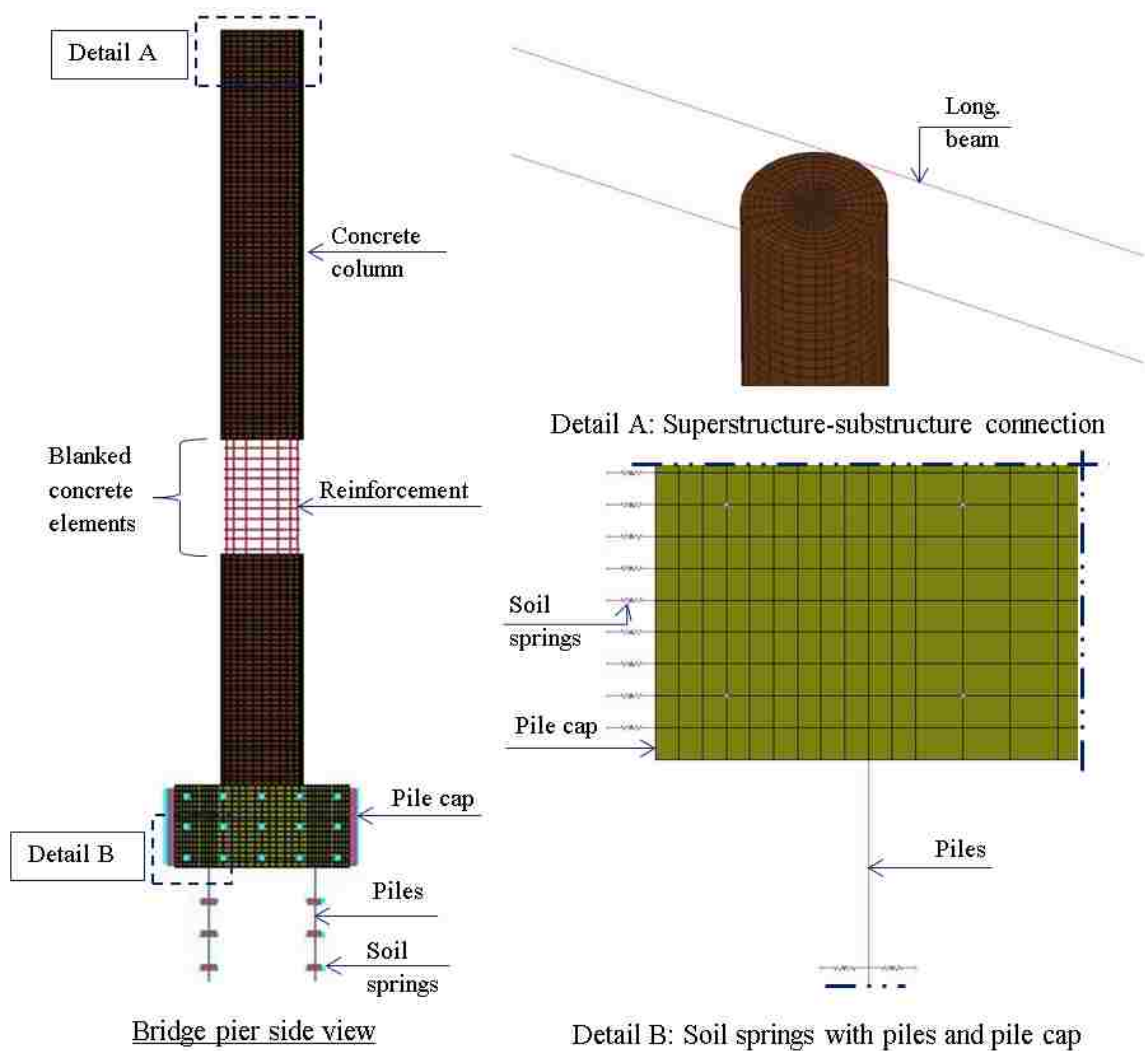 Detail A
Concrete
column
Blanked
concrete
elements
Reinforcement
Pile cap
Detail B
Piles
Soil
springs
Bridge pier side view
Long.
beam
Detail A: Superstructure-substructure connection
Soil
springs
Pile cap
Piles
Detail B: Soil springs with piles and pile cap